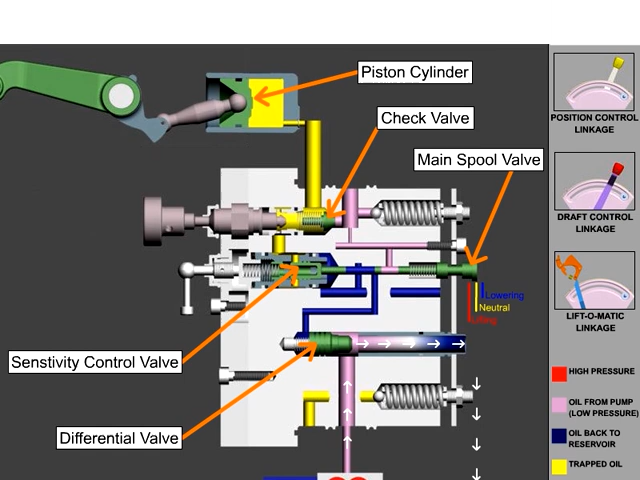 Piston Cylinder
Check Valve
Main Spool Valve
POSITION CONTROL
LINKAGE
DRAFT CONTROL
LINKAGE
Lowering
Neutral
Lifting
LIFT-O-MATIC
LINKAGE
Senstivity Control Valve
HIGH PRESSURE
OIL FROM PUMP
(LOW PRESSURE)
Differential Valve
OIL BACK TO
RESERVOIR
TRAPPED OIL